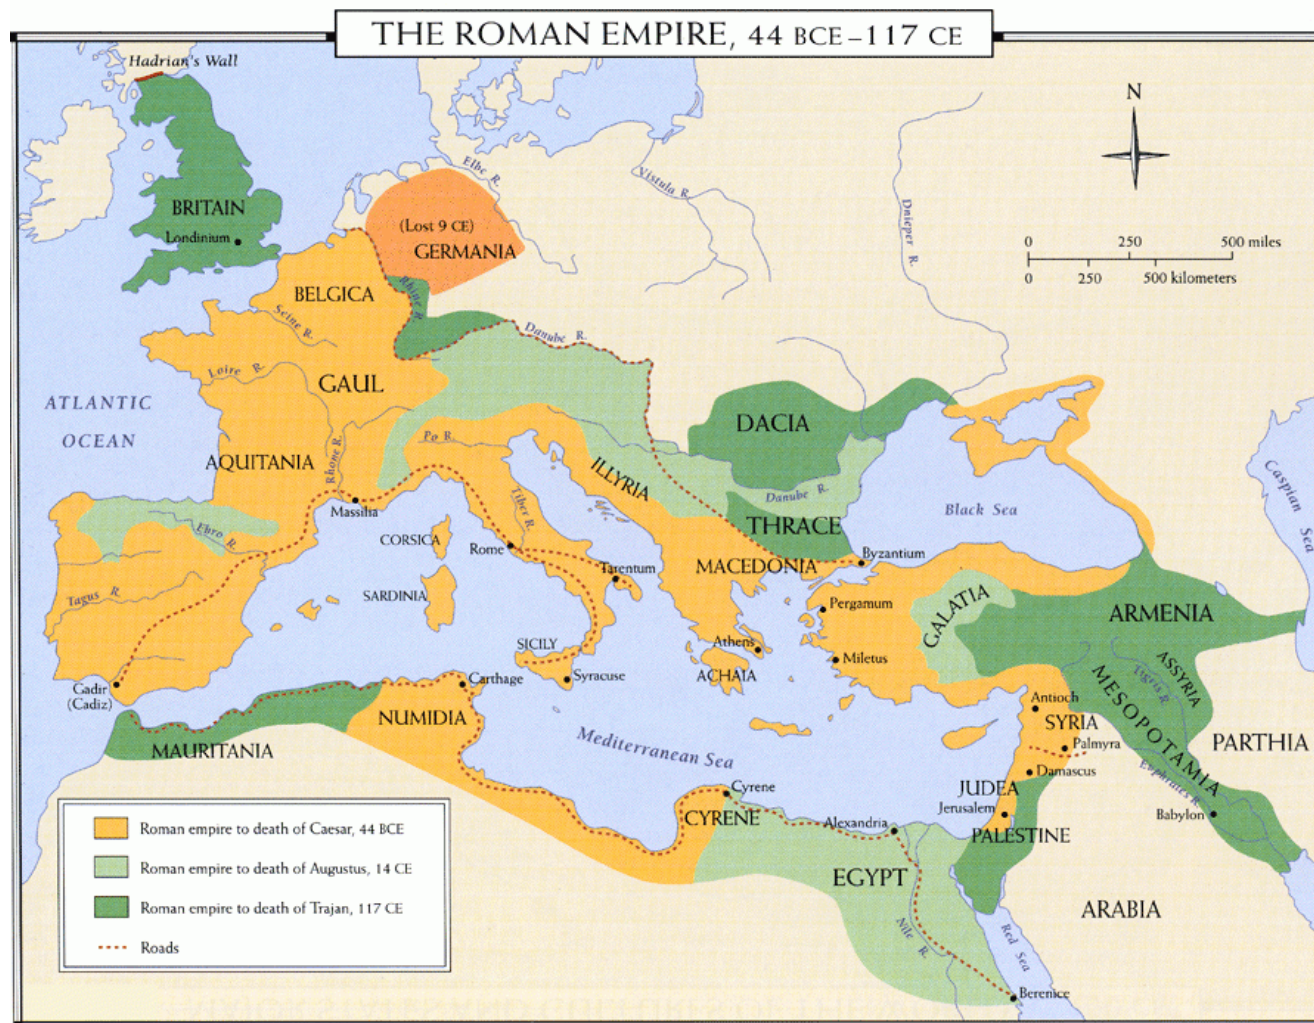 THE ROMAN EMPIRE, 44 BCE–117 CE
Hadrian's Wall
N
Elbe R.
Vistula R.
Dnieper R.
BRITAIN
Londinium
(Lost 9 CE)
GERMANIA
0 250 500 miles
0 250 500 kilometers
BELGICA
Rhine R.
Seine R.
Danube R.
Loire R.
GAUL
ATLANTIC
OCEAN
DACIA
AQUITANIA
Rhone R.
Po R.
ILLYRIA
Caspian
Sea
Danube R.
Massilia
Tiber R.
Black Sea
THRACE
Ebro R.
CORSICA
Rome
Byzantium
MACEDONIA
Tarentum
Tagus R.
SARDINIA
Pergamum
GALATIA
ARMENIA
SICILY
Athens
Miletus
ACHAIA
Syracuse
Carthage
Gadir
(Cadiz)
ASSYRIA
Tigris R.
MESOPOTAMIA
Antioch
SYRIA
NUMIDIA
MAURITANIA
Mediterranean Sea
Palmyra
PARTHIA
Damascus
Euphrates R.
JUDEA
Cyrene
CYRENE
Jerusalem
Babylon
Alexandria
PALESTINE
EGYPT
ARABIA
Nile R.
Red Sea
Berenice
Roman empire to death of Caesar, 44 BCE
Roman empire to death of Augustus, 14 CE
Roman empire to death of Trajan, 117 CE
Roads